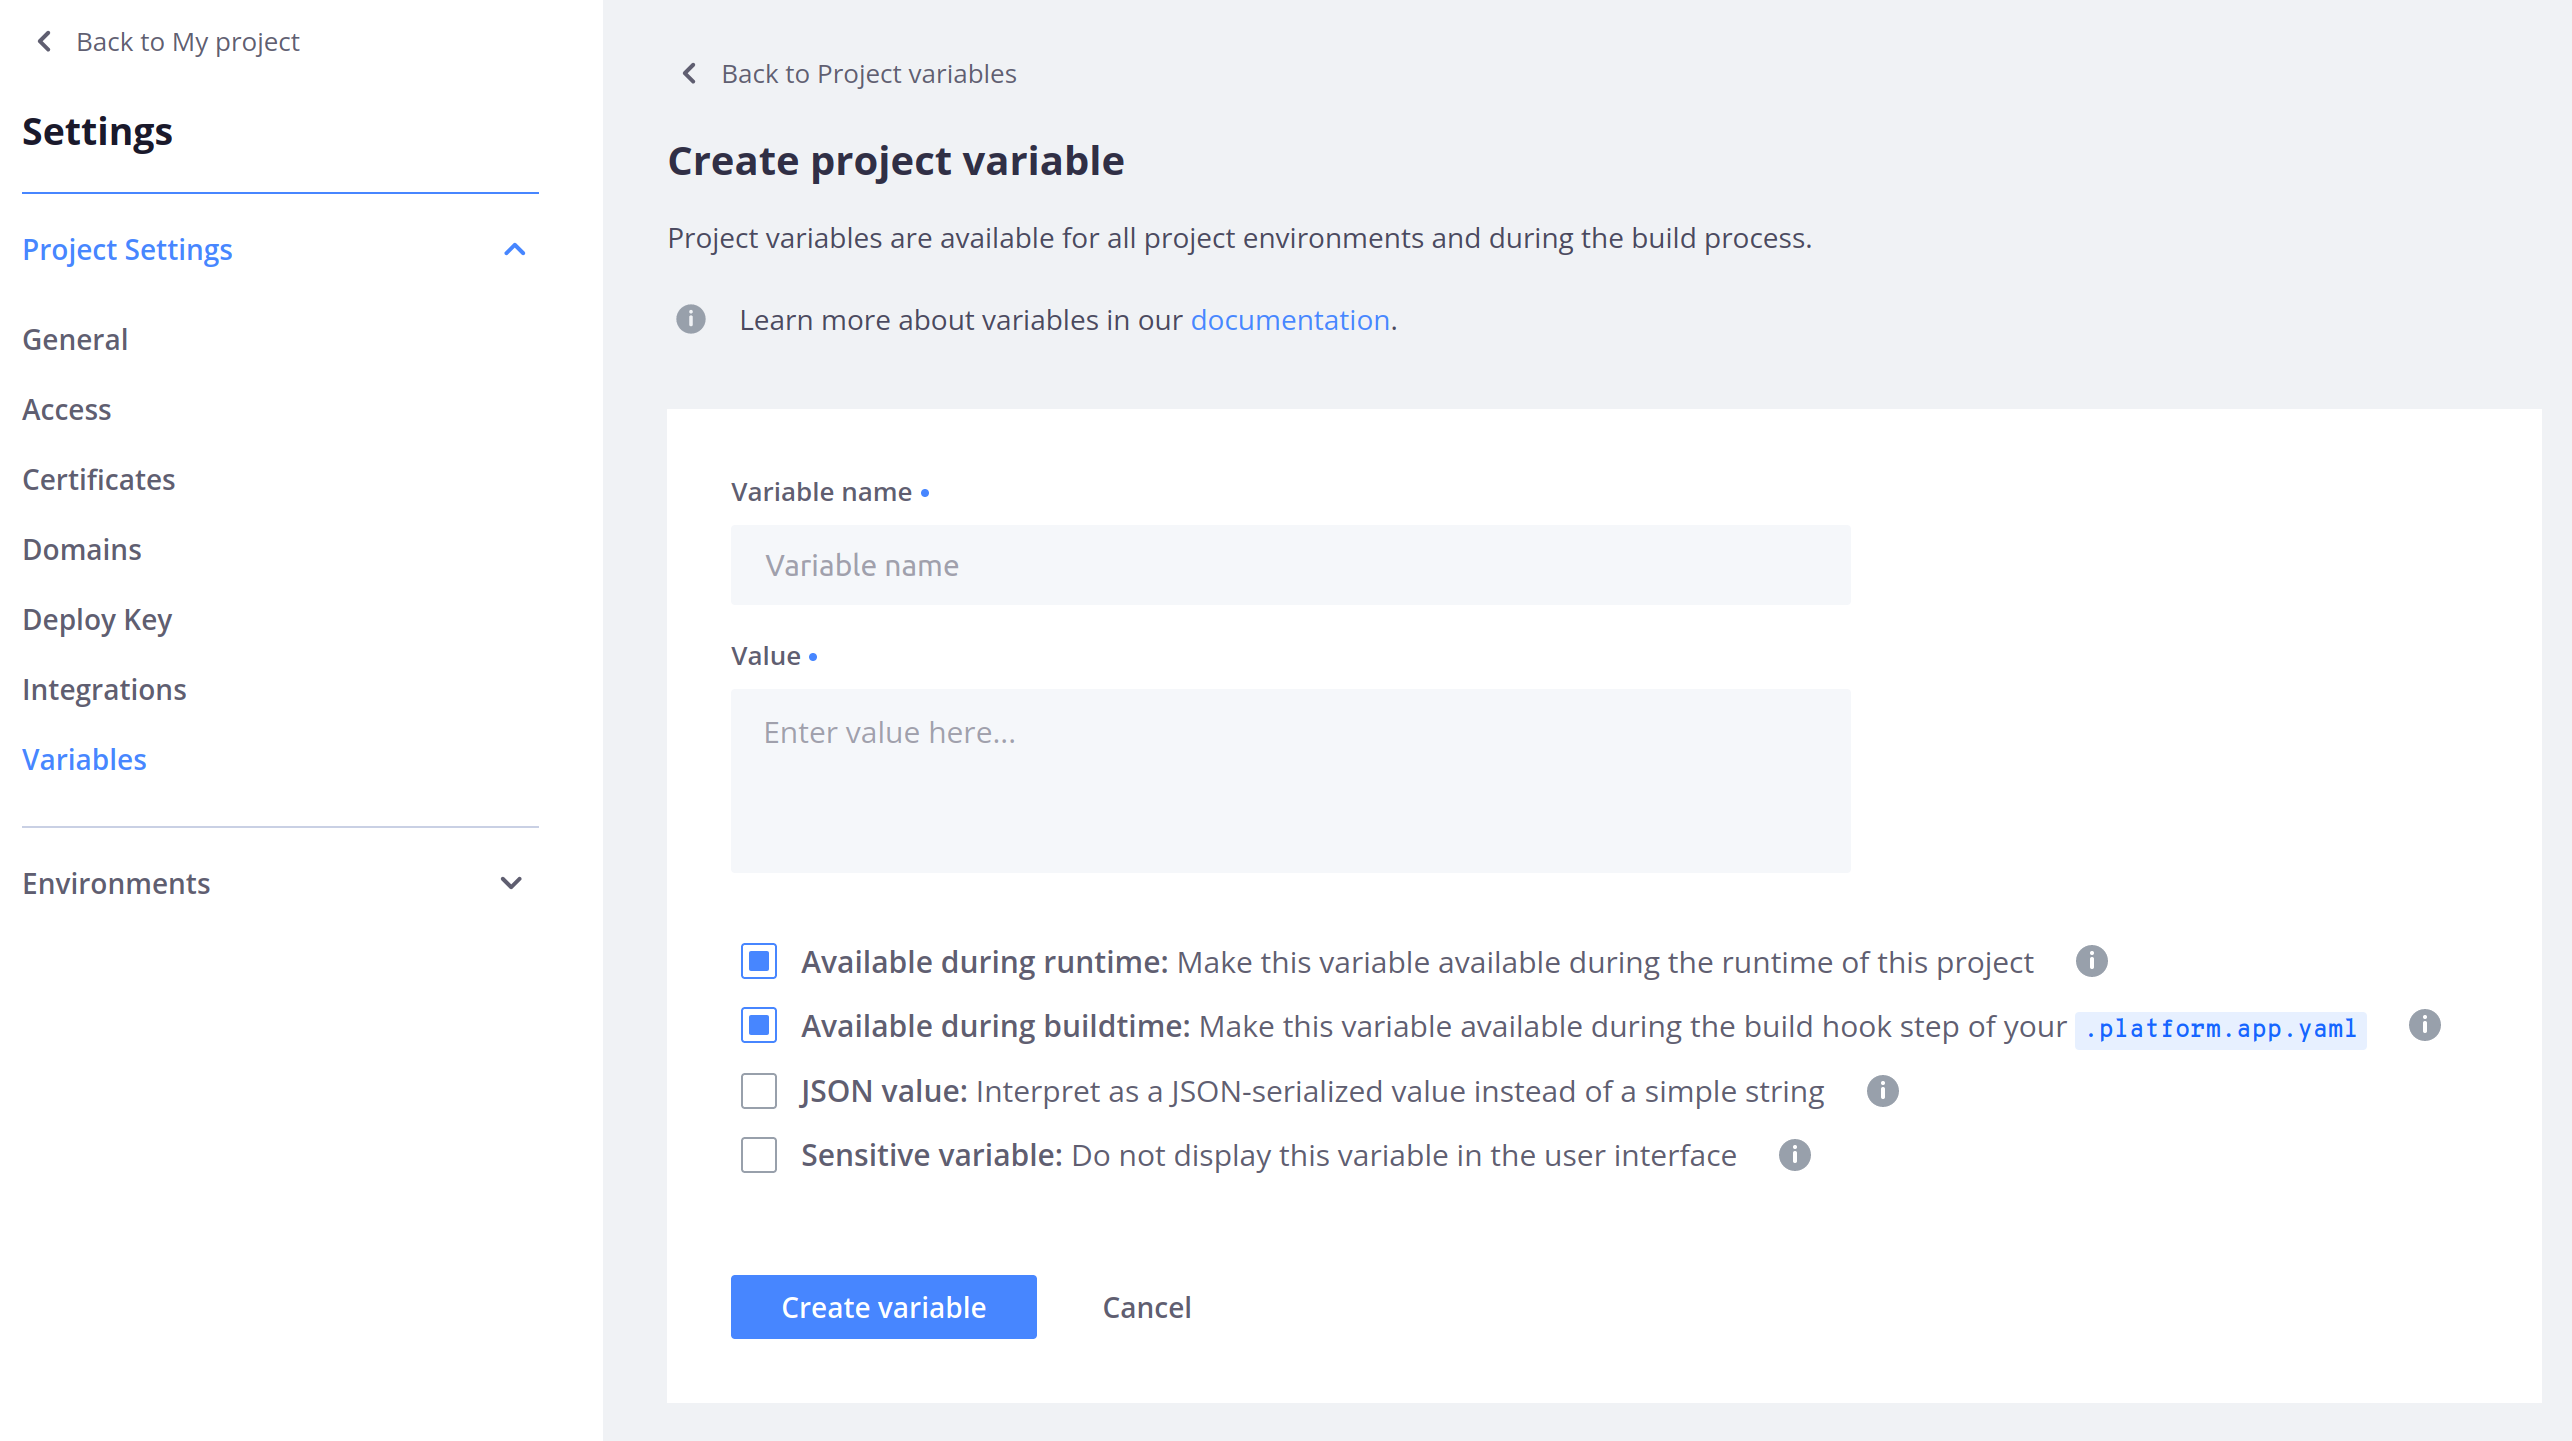 Back to My project
Settings
Project Settings
General
Access
Certificates
Domains
Deploy Key
Integrations
Variables
Environments
Back to Project variables
Create project variable
Project variables are available for all project environments and during the build process.
Learn more about variables in our documentation.
Variable name
Variable name
Value
Enter value here...
Available during runtime: Make this variable available during the runtime of this project
Available during buildtime: Make this variable available during the build hook step of your .platform.app.yaml
JSON value: Interpret as a JSON-serialized value instead of a simple string
Sensitive variable: Do not display this variable in the user interface
Create variable
Cancel